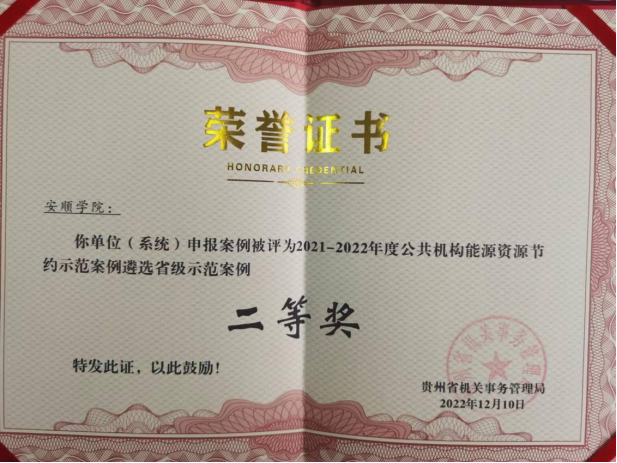 荣誉证书
HONORARY CREDENTIAL
安顺学院：
你单位（系统）申报案例被评为2021-2022年度公共机构能源资源节
约示范案例遴选省级示范案例
二等奖
特发此证，以此鼓励！
贵州省机关事务管理局
2022年12月10日